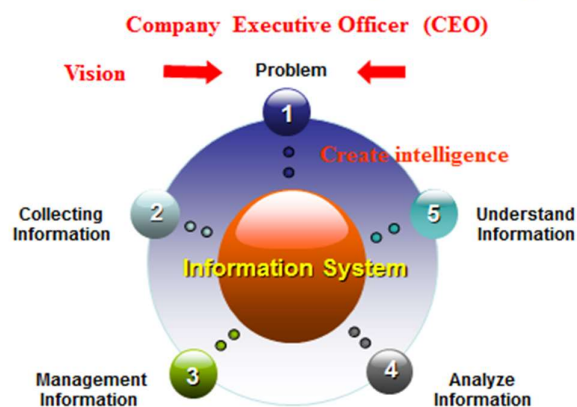 Company Executive Officer (CEO)
Vision
Problem
1
Create intelligence
2
Collecting
Information
5
Understand
Information
Information System
3
Management
Information
4
Analyze
Information